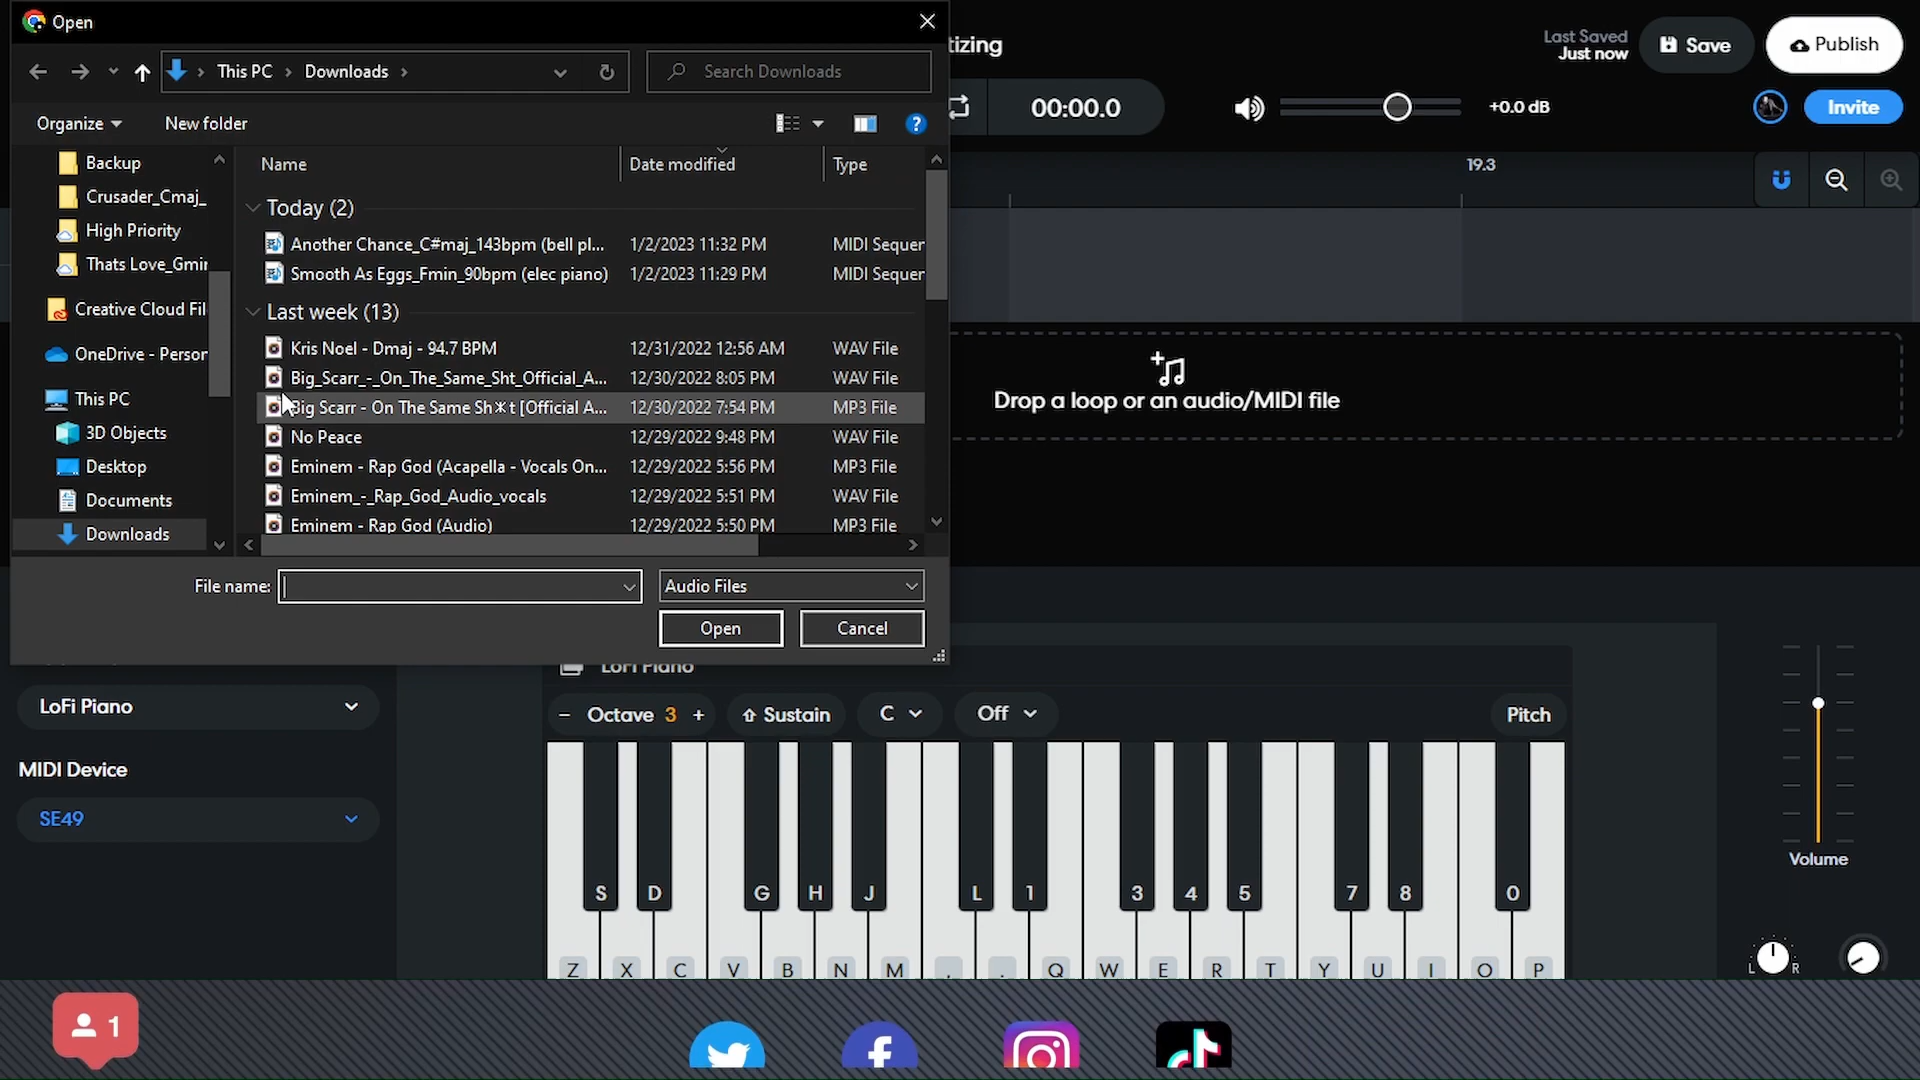 Open
This PC > Downloads >
Search Downloads
Organize
New folder
Backup
Crusader_Cmaj_
High Priority
Thats Love_Gmir
Creative Cloud Fil
OneDrive - Person
This PC
3D Objects
Desktop
Documents
Downloads
Name Date modified Type
Today (2)
Another Chance_C#maj_143bpm (bell pl... 1/2/2023 11:32 PM MIDI Sequer
Smooth As Eggs_Fmin_90bpm (elec piano) 1/2/2023 11:29 PM MIDI Sequer
Last week (13)
Kris Noel - Dmaj - 94.7 BPM 12/31/2022 12:56 AM WAV File
Big_Scarr_-_On_The_Same_Sht_Official_A... 12/30/2022 8:05 PM WAV File
Big Scarr - On The Same Sh*t [Official A... 12/30/2022 7:54 PM MP3 File
No Peace 12/29/2022 9:48 PM WAV File
Eminem - Rap God (Acapella - Vocals On... 12/29/2022 5:56 PM MP3 File
Eminem_-_Rap_God_Audio_vocals 12/29/2022 5:51 PM WAV File
Eminem - Rap God (Audio) 12/29/2022 5:50 PM MP3 File
File name:
Audio Files
Open
Cancel
tizing
Last Saved
Just now
Save
Publish
00:00.0
+0.0 dB
Invite
19.3
Drop a loop or an audio/MIDI file
LoFi Piano
LoFi Piano
MIDI Device
SE49
- Octave 3 +
Sustain
C
Off
Pitch
S D G H J L 1 3 4 5 7 8 0
Z X C V B N M , . Q W E R T Y U I O P
Volume
L R
1